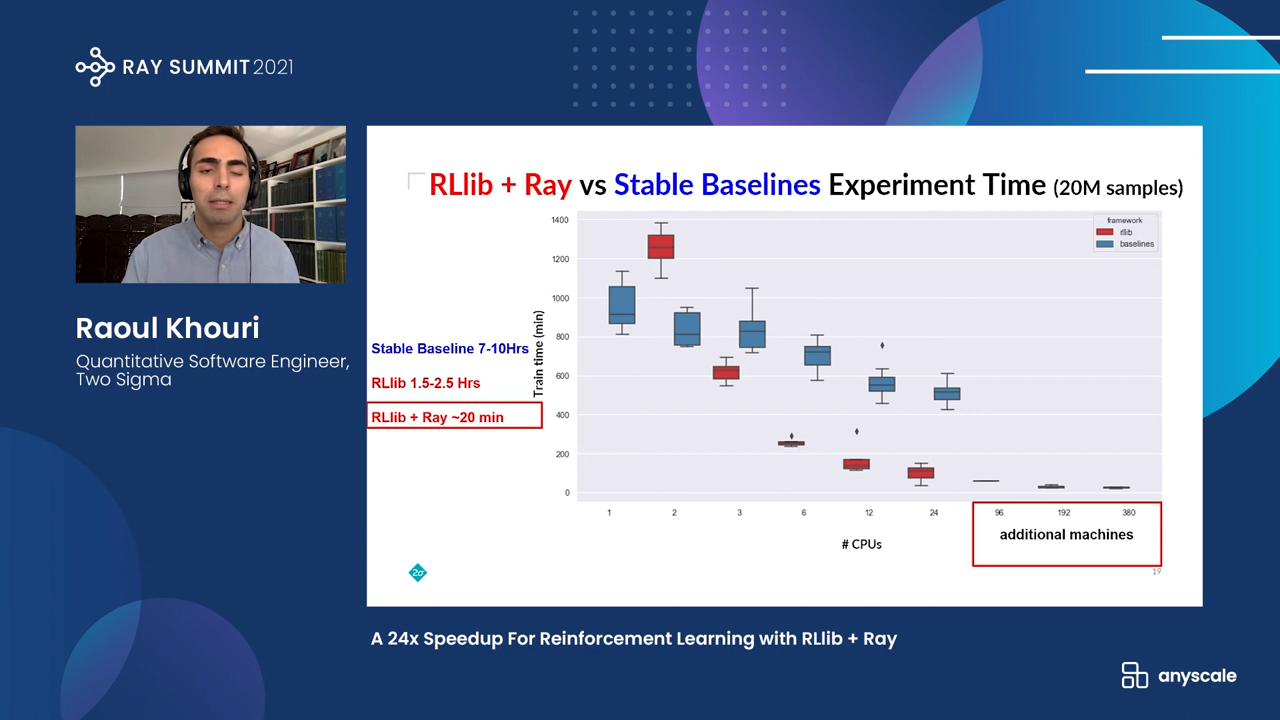 RAY SUMMIT 2021
Raoul Khouri
Quantitative Software Engineer,
Two Sigma
RLlib + Ray vs Stable Baselines Experiment Time (20M samples)
Stable Baseline 7-10Hrs
RLlib 1.5-2.5 Hrs
RLlib + Ray ~20 min
Train time (min)
1400
1200
1000
800
600
400
200
0
framework
rllib
baselines
1 2 3 6 12 24 96 192 380
additional machines
# CPUs
2σ
19
A 24x Speedup For Reinforcement Learning with RLlib + Ray
anyscale